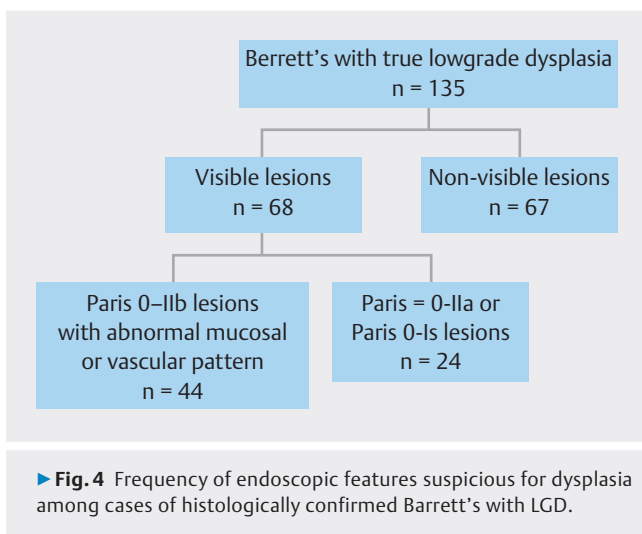 Berrett's with true lowgrade dysplasia
n = 135
Visible lesions
n = 68
Non-visible lesions
n = 67
Paris 0–IIb lesions
with abnormal mucosal
or vascular pattern
n = 44
Paris = 0-IIa or
Paris 0-Is lesions
n = 24
▶ Fig. 4 Frequency of endoscopic features suspicious for dysplasia
among cases of histologically confirmed Barrett's with LGD.